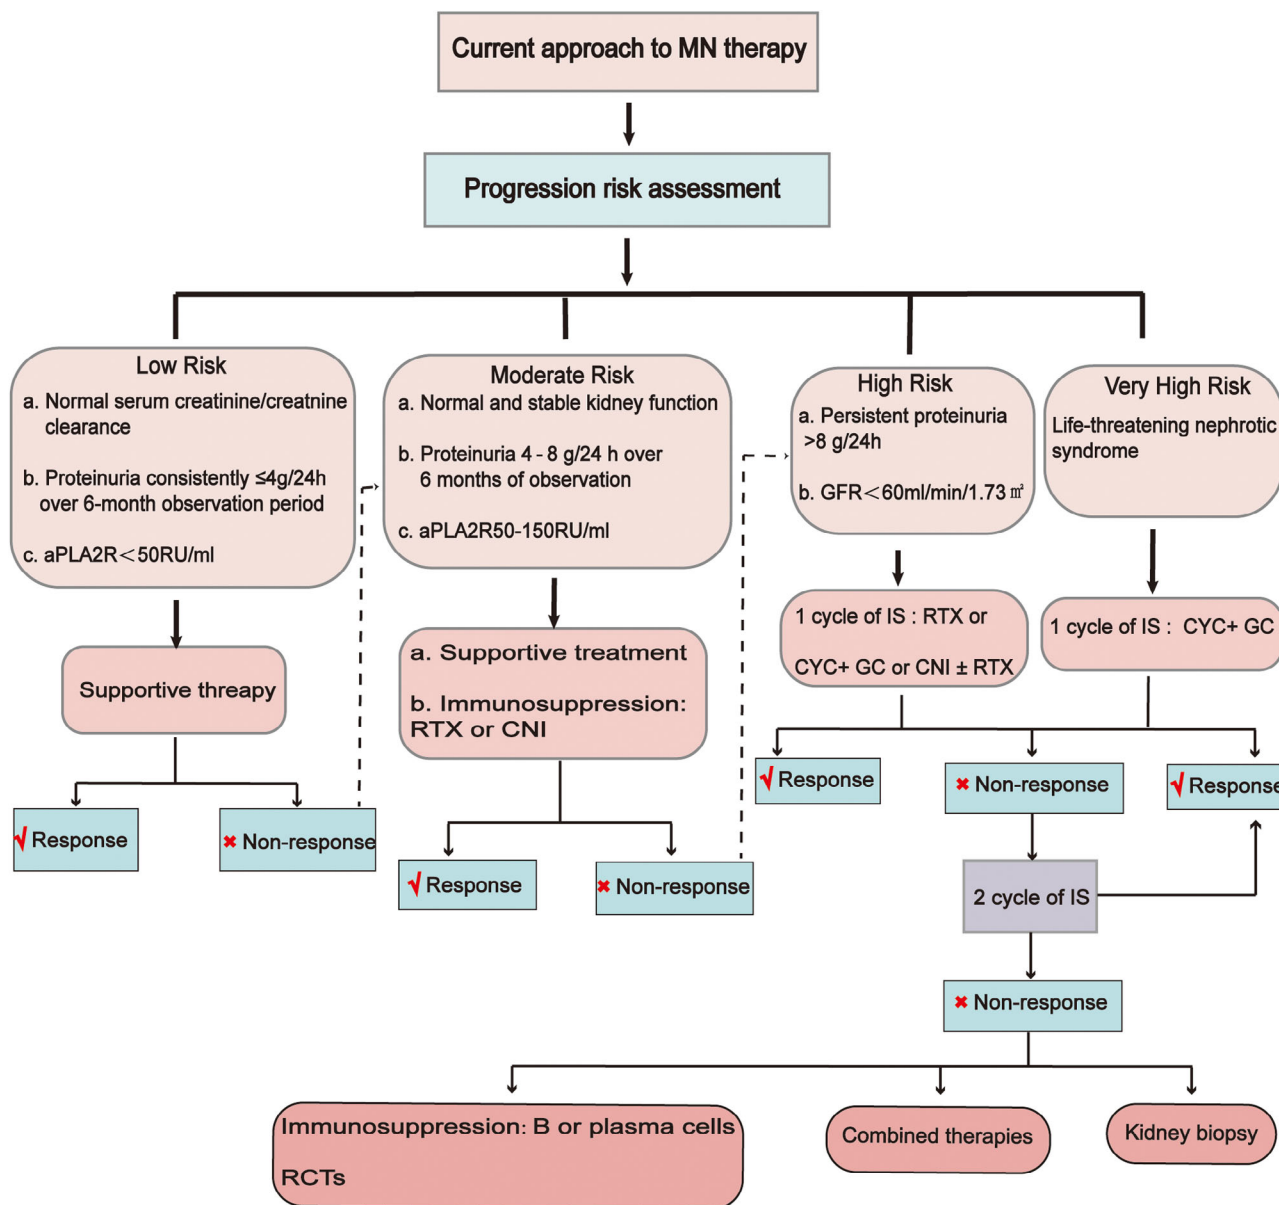 Current approach to MN therapy
Progression risk assessment
Low Risk
a. Normal serum creatinine/creatnine
clearance
b. Proteinuria consistently ≤4g/24h
over 6-month observation period
c. aPLA2R＜50RU/ml
Supportive threapy
√ Response
✖ Non-response
Moderate Risk
a. Normal and stable kidney function
b. Proteinuria 4 - 8 g/24 h over
6 months of observation
c. aPLA2R50-150RU/ml
a. Supportive treatment
b. Immunosuppression:
RTX or CNI
√ Response
✖ Non-response
High Risk
a. Persistent proteinuria
>8 g/24h
b. GFR＜60ml/min/1.73 ㎡
1 cycle of IS : RTX or
CYC+ GC or CNI ± RTX
Very High Risk
Life-threatening nephrotic
syndrome
1 cycle of IS : CYC+ GC
√ Response
✖ Non-response
√ Response
2 cycle of IS
✖ Non-response
Immunosuppression: B or plasma cells
RCTs
Combined therapies
Kidney biopsy